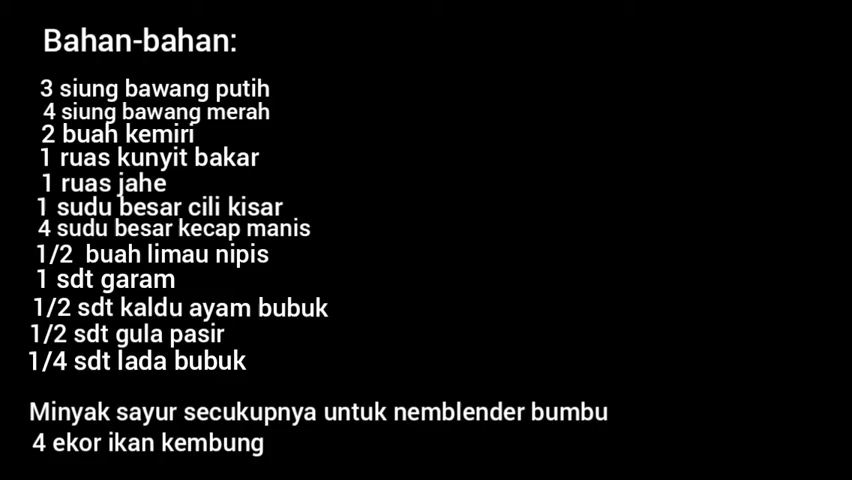 Bahan-bahan:
3 siung bawang putih
4 siung bawang merah
2 buah kemiri
1 ruas kunyit bakar
1 ruas jahe
1 sudu besar cili kisar
4 sudu besar kecap manis
1/2 buah limau nipis
1 sdt garam
1/2 sdt kaldu ayam bubuk
1/2 sdt gula pasir
1/4 sdt lada bubuk
Minyak sayur secukupnya untuk nemblender bumbu
4 ekor ikan kembung